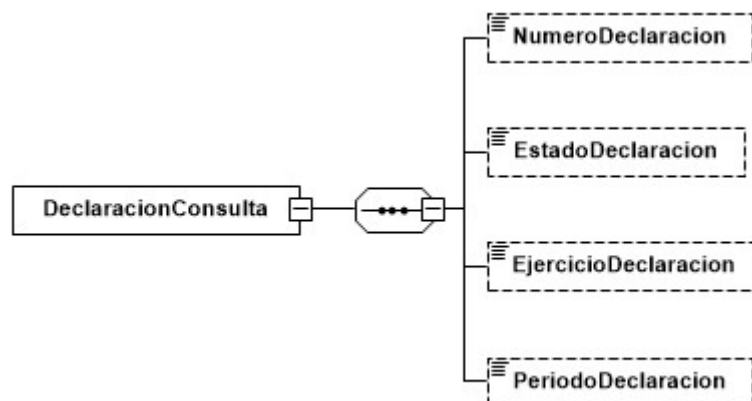 NumeroDeclaracion
EstadoDeclaracion
DeclaracionConsulta
EjercicioDeclaracion
PeriodoDeclaracion